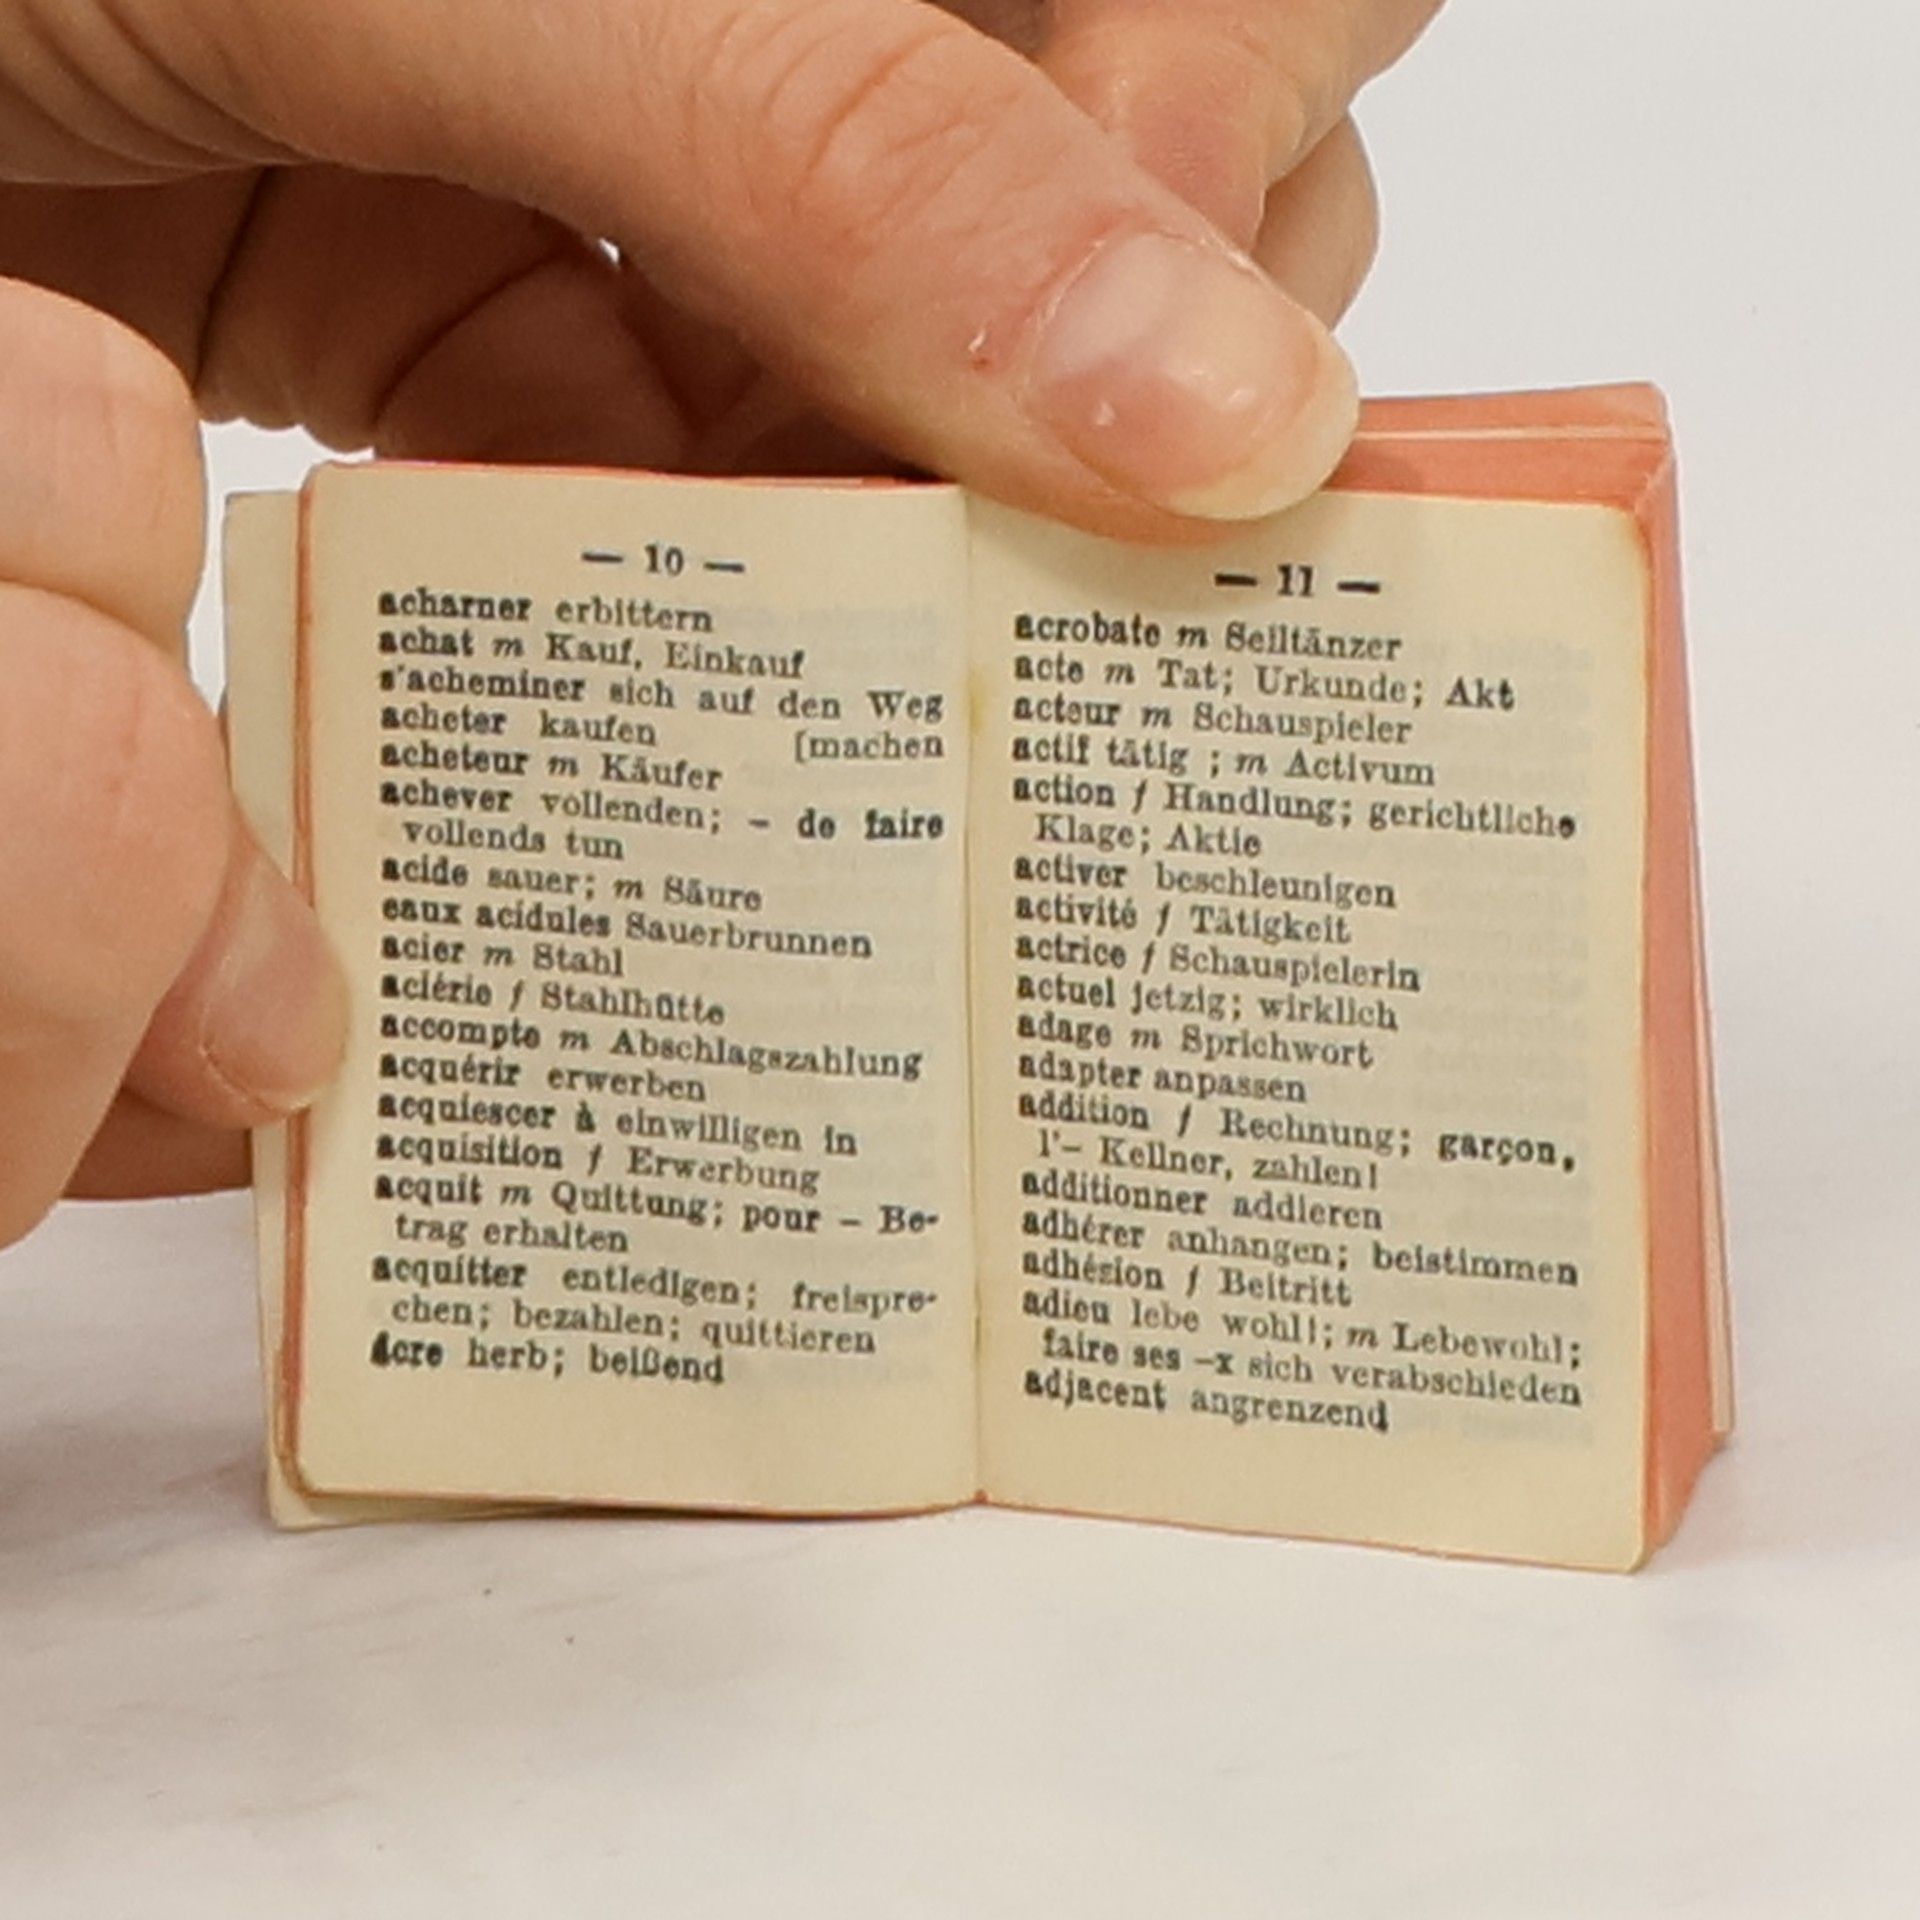 — 10 —
acharner erbittern
achat m Kauf, Einkauf
s'acheminer sich auf den Weg
acheter kaufen [machen
acheteur m Käufer
achever vollenden; – de faire
vollends tun
acide sauer; m Säure
eaux acidules Sauerbrunnen
acier m Stahl
aciérie f Stahlhütte
accompte m Abschlagszahlung
acquérir erwerben
acquiescer à einwilligen in
acquisition f Erwerbung
acquit m Quittung; pour – Be-
trag erhalten
acquitter entledigen; freispre-
chen; bezahlen; quittieren
âcre herb; beißend
— 11 —
acrobate m Seiltänzer
acte m Tat; Urkunde; Akt
acteur m Schauspieler
actif tätig ; m Activum
action f Handlung; gerichtliche
Klage; Aktie
activer beschleunigen
activité f Tätigkeit
actrice f Schauspielerin
actuel jetzig; wirklich
adage m Sprichwort
adapter anpassen
addition f Rechnung; garçon,
l'– Kellner, zahlen!
additionner addieren
adhérer anhangen; beistimmen
adhésion f Beitritt
adieu lebe wohl!; m Lebewohl;
faire ses –x sich verabschieden
adjacent angrenzend